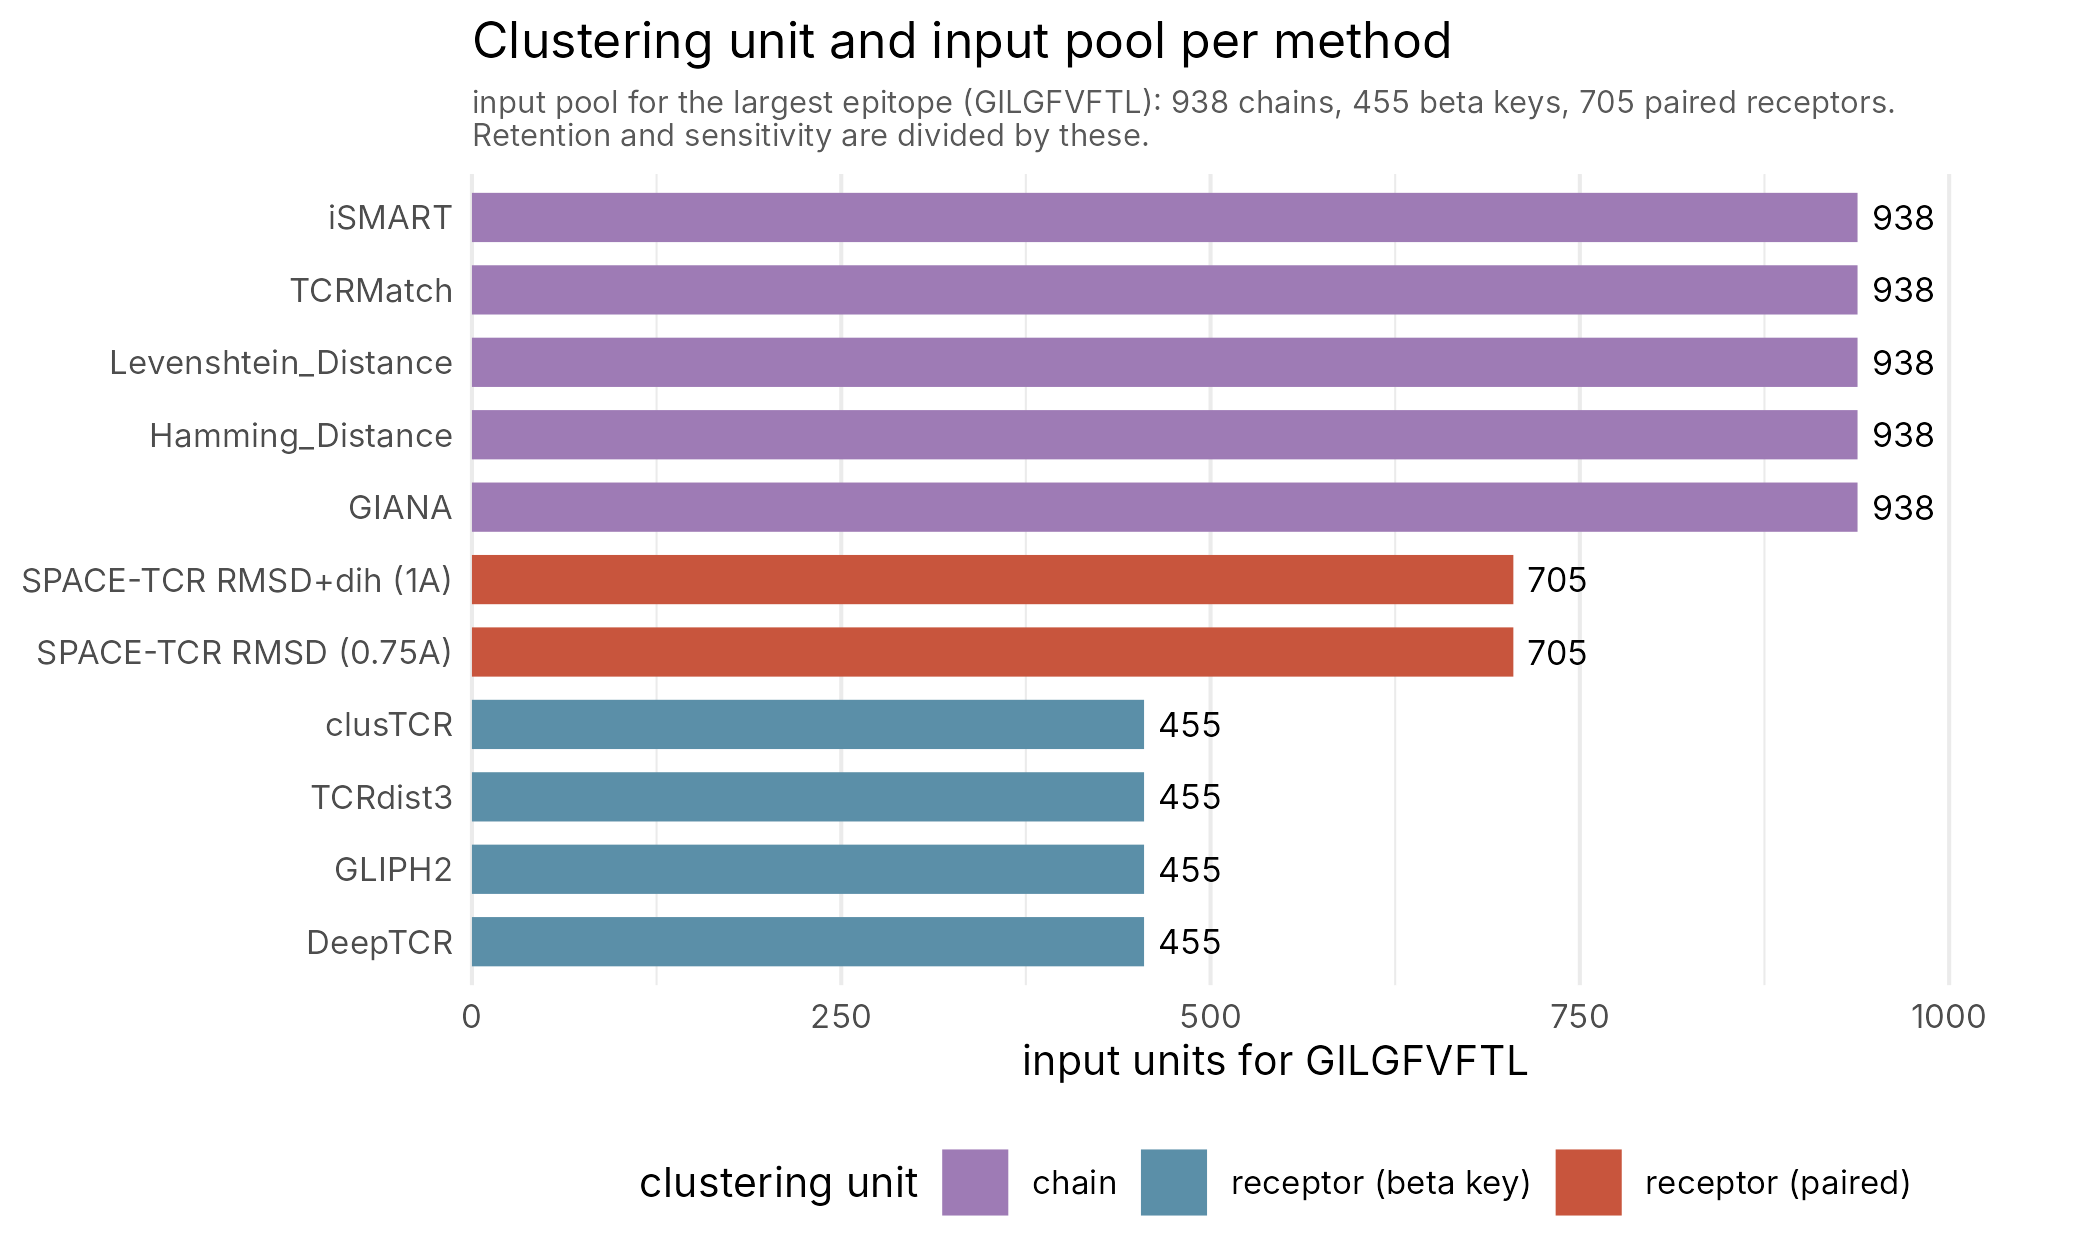 Clustering unit and input pool per method
input pool for the largest epitope (GILGFVFTL): 938 chains, 455 beta keys, 705 paired receptors.
Retention and sensitivity are divided by these.
iSMART 938
TCRMatch 938
Levenshtein_Distance 938
Hamming_Distance 938
GIANA 938
SPACE-TCR RMSD+dih (1A) 705
SPACE-TCR RMSD (0.75A) 705
clusTCR 455
TCRdist3 455
GLIPH2 455
DeepTCR 455
0 250 500 750 1000
input units for GILGFVFTL
clustering unit chain receptor (beta key) receptor (paired)